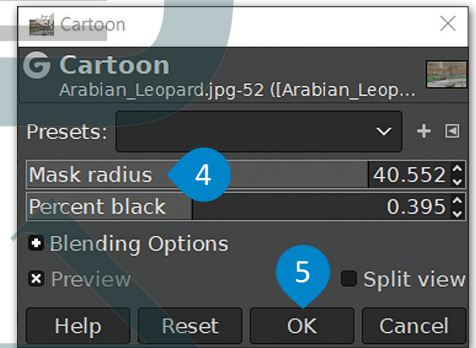 Cartoon
G Cartoon
Arabian_Leopard.jpg-52 ([Arabian_Leop...
Presets:
Mask radius 4 40.552
Percent black 0.395
Blending Options
Preview 5 Split view
Help Reset OK Cancel